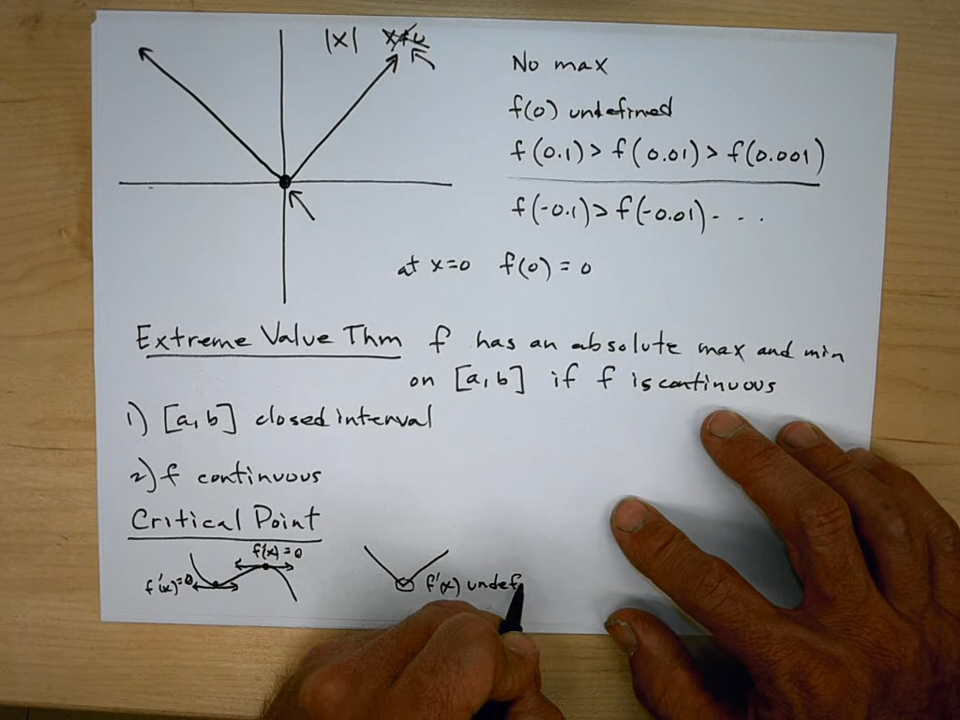 |x|
No max
f(0) undefined
f(0.1) > f(0.01) > f(0.001)
f(-0.1) > f(-0.01) - - -
at x=0 f(0) = 0
Extreme Value Thm f has an absolute max and min
on [a,b] if f is continuous
1) [a,b] closed interval
2) f continuous
Critical Point
f(x) = 0
f'(x)=0
f'(x) undef